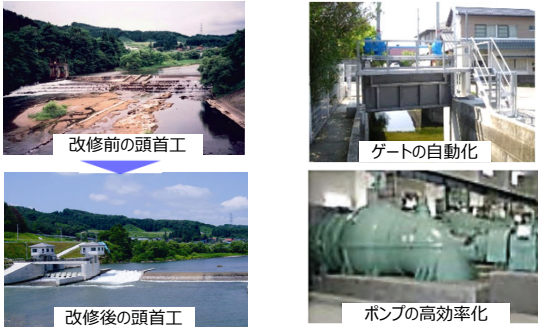 改修前の頭首工
ゲートの自動化
改修後の頭首工
ポンプの高効率化